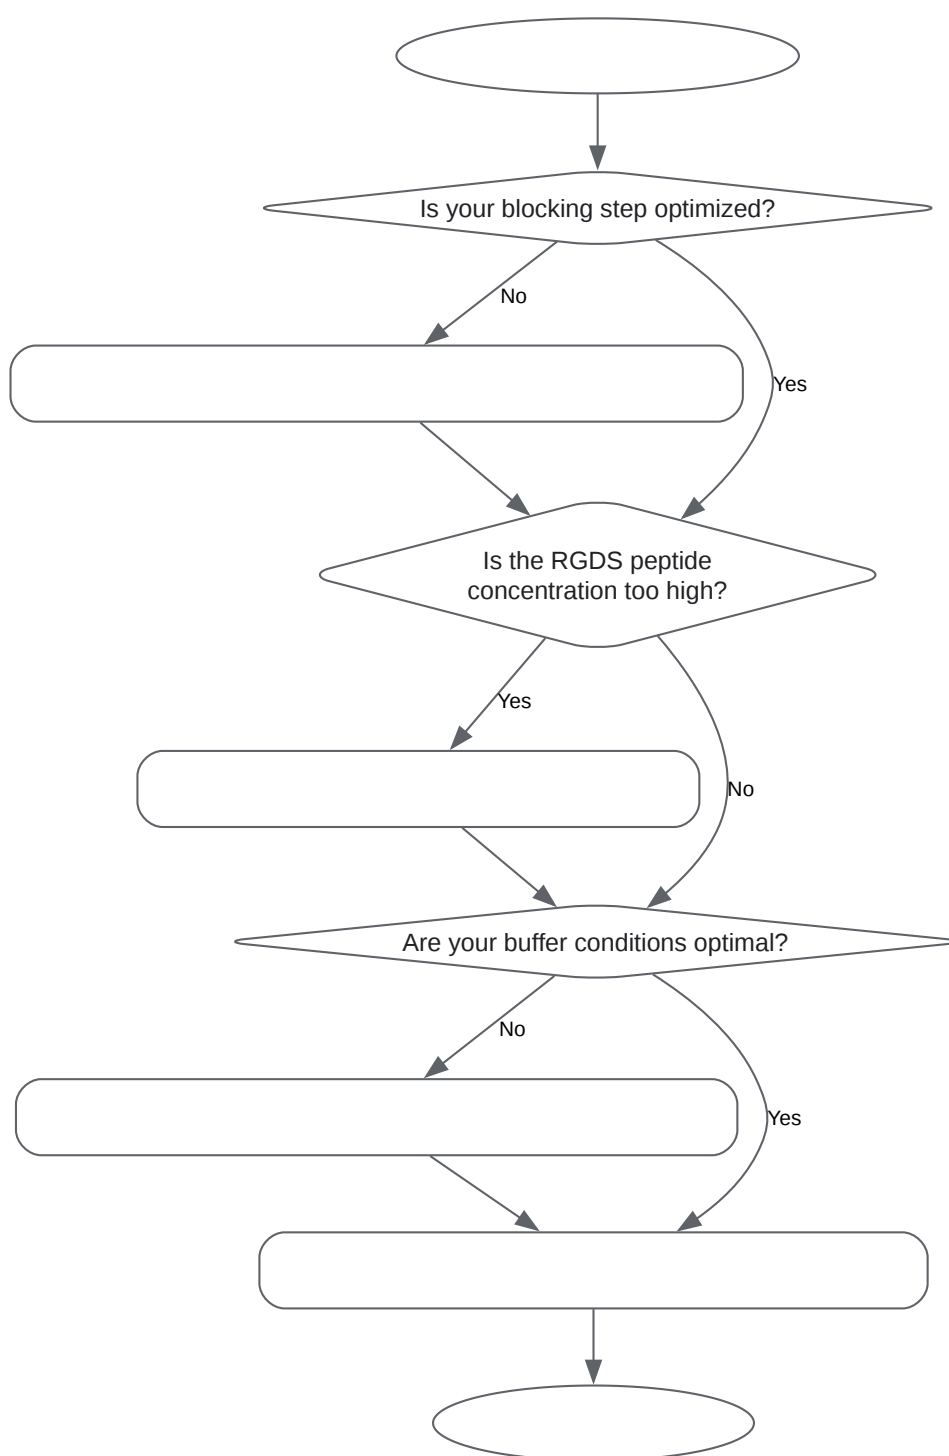 Is your blocking step optimized?
No
Yes
Is the RGDS peptide
concentration too high?
Yes
No
Are your buffer conditions optimal?
No
Yes